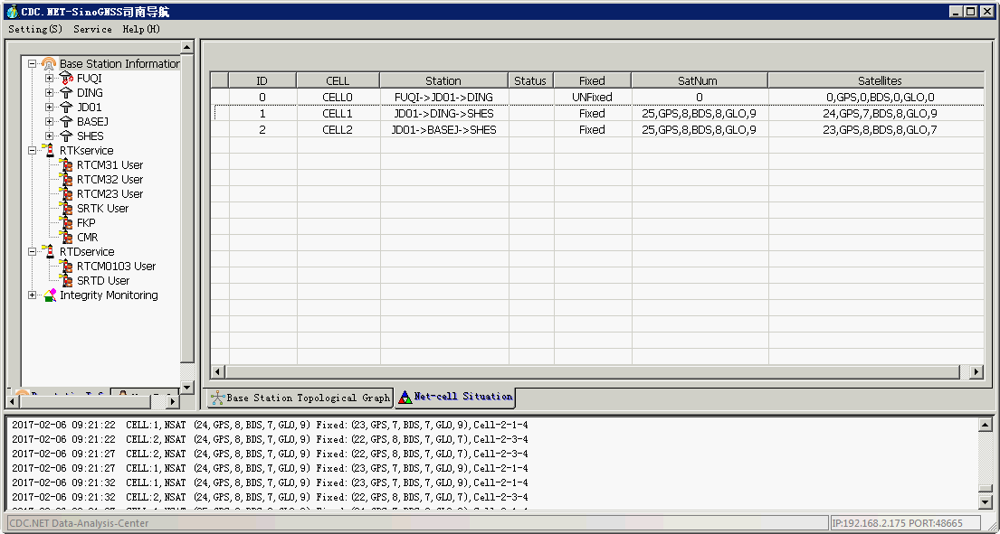 CDC.NET-SinoGNSS司南导航
Setting(S) Service Help(H)
Base Station Information
FUQI
DING
JD01
BASEJ
SHES
RTKservice
RTCM31 User
RTCM32 User
RTCM23 User
SRTK User
FKP
CMR
RTDservice
RTCM0103 User
SRTD User
Integrity Monitoring
ID CELL Station Status Fixed SatNum Satellites
0 CELL0 FUQI->JD01->DING UNFixed 0 0,GPS,0,BDS,0,GLO,0
1 CELL1 JD01->DING->SHES Fixed 25,GPS,8,BDS,8,GLO,9 24,GPS,7,BDS,8,GLO,9
2 CELL2 JD01->BASEJ->SHES Fixed 25,GPS,8,BDS,8,GLO,9 23,GPS,8,BDS,8,GLO,7
Base Station Topological Graph Net-cell Situation
2017-02-06 09:21:22 CELL:1,NSAT (24,GPS,8,BDS,7,GLO,9) Fixed:(23,GPS,7,BDS,7,GLO,9),Cell-2-1-4
2017-02-06 09:21:22 CELL:2,NSAT (24,GPS,8,BDS,7,GLO,9) Fixed:(22,GPS,8,BDS,7,GLO,7),Cell-2-3-4
2017-02-06 09:21:27 CELL:2,NSAT (24,GPS,8,BDS,7,GLO,9) Fixed:(22,GPS,8,BDS,7,GLO,7),Cell-2-3-4
2017-02-06 09:21:27 CELL:1,NSAT (24,GPS,8,BDS,7,GLO,9) Fixed:(23,GPS,7,BDS,7,GLO,9),Cell-2-1-4
2017-02-06 09:21:32 CELL:1,NSAT (24,GPS,8,BDS,7,GLO,9) Fixed:(23,GPS,7,BDS,7,GLO,9),Cell-2-1-4
2017-02-06 09:21:32 CELL:2,NSAT (24,GPS,8,BDS,7,GLO,9) Fixed:(22,GPS,8,BDS,7,GLO,7),Cell-2-3-4
CDC.NET Data-Analysis-Center IP:192.168.2.175 PORT:48665